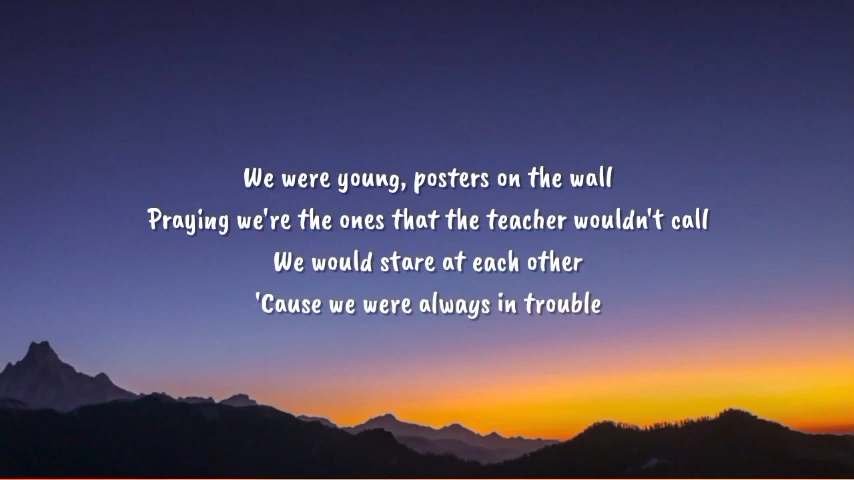 We were young, posters on the wall
Praying we're the ones that the teacher wouldn't call
We would stare at each other
'Cause we were always in trouble